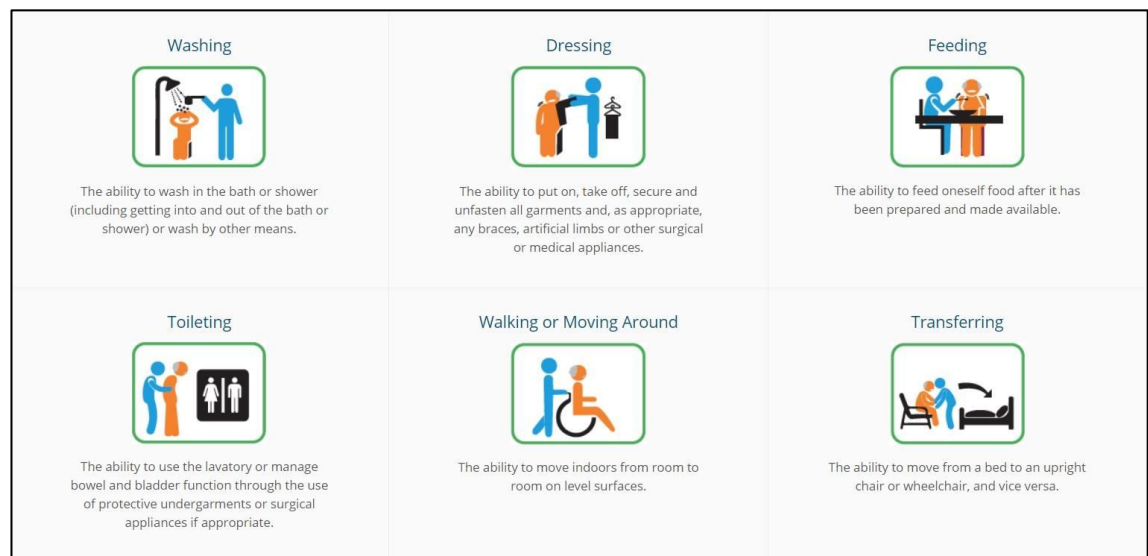 Washing
The ability to wash in the bath or shower
(including getting into and out of the bath or
shower) or wash by other means.
Dressing
The ability to put on, take off, secure and
unfasten all garments and, as appropriate,
any braces, artificial limbs or other surgical
or medical appliances.
Feeding
The ability to feed oneself food after it has
been prepared and made available.
Toileting
The ability to use the lavatory or manage
bowel and bladder function through the use
of protective undergarments or surgical
appliances if appropriate.
Walking or Moving Around
The ability to move indoors from room to
room on level surfaces.
Transferring
The ability to move from a bed to an upright
chair or wheelchair, and vice versa.